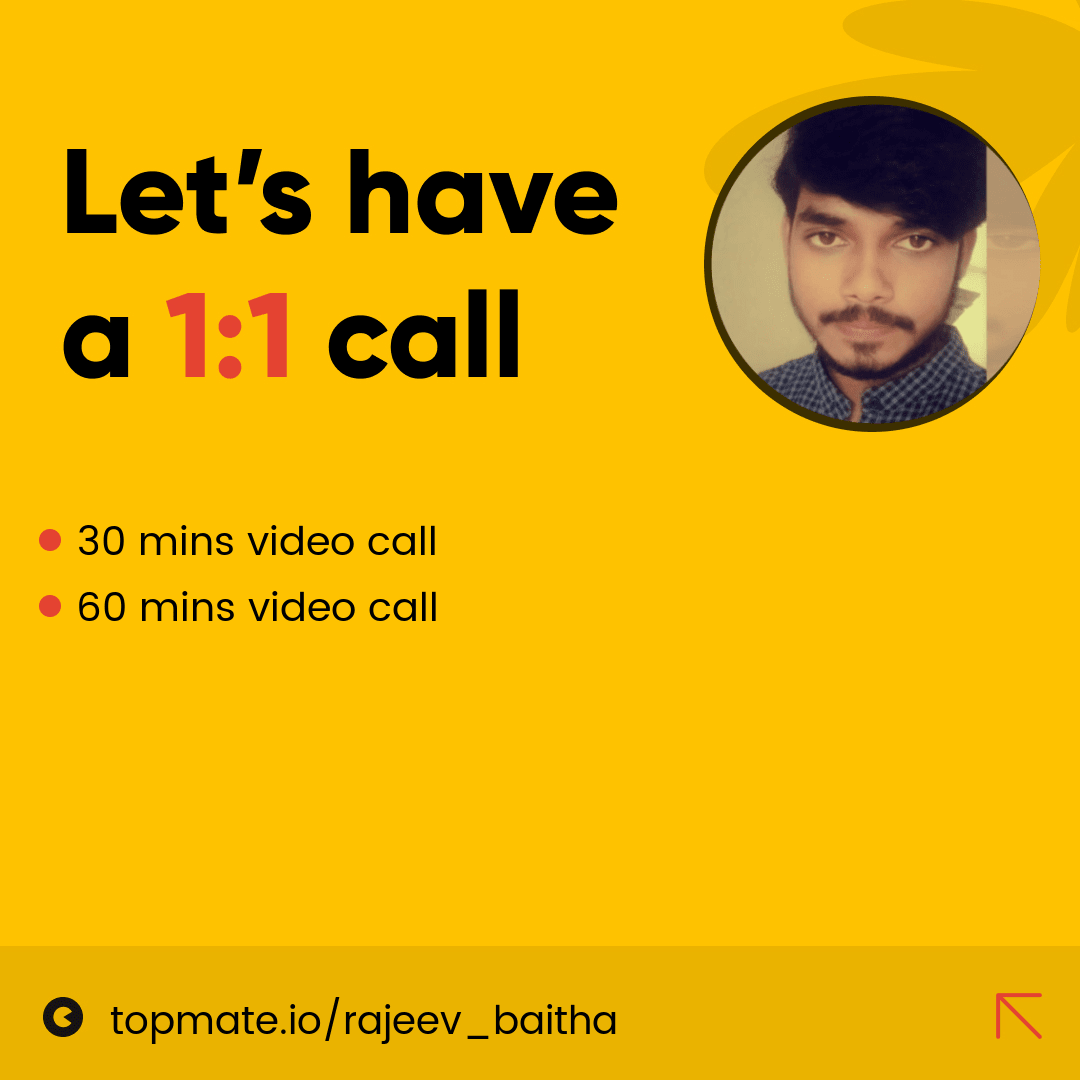 Let’s have
a 1:1 call
30 mins video call
60 mins video call
topmate.io/rajeev_baitha